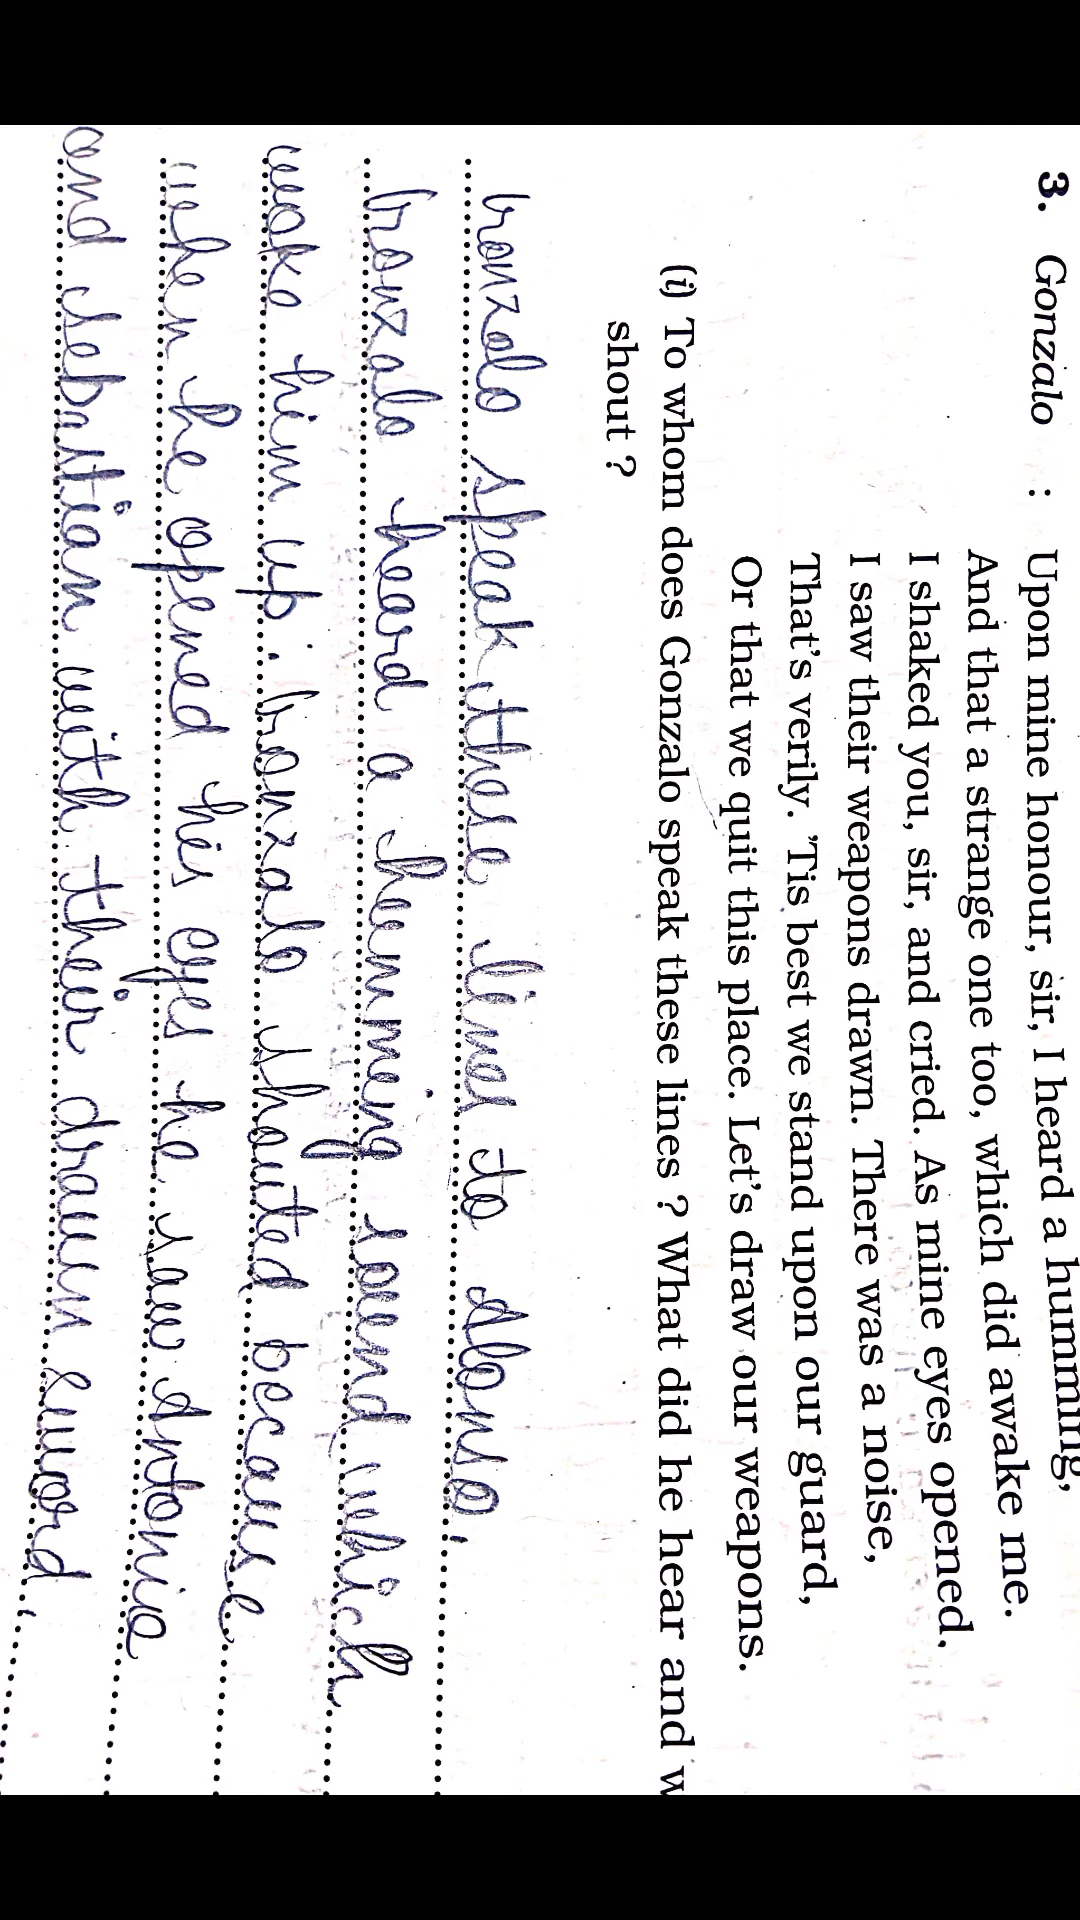 3. Gonzalo : Upon mine honour, sir, I heard a humming,
And that a strange one too, which did awake me.
I shaked you, sir, and cried. As mine eyes opened,
I saw their weapons drawn. There was a noise,
That's verily. 'Tis best we stand upon our guard,
Or that we quit this place. Let's draw our weapons.
(i) To whom does Gonzalo speak these lines ? What did he hear and w
shout ?
Gonzalo speak these lines to Alonso.
Gonzalo heard a humming sound which
woke him up. Gonzalo shouted because
when he opened his eyes he saw Antonio
and Sebastian with their drawn sword.